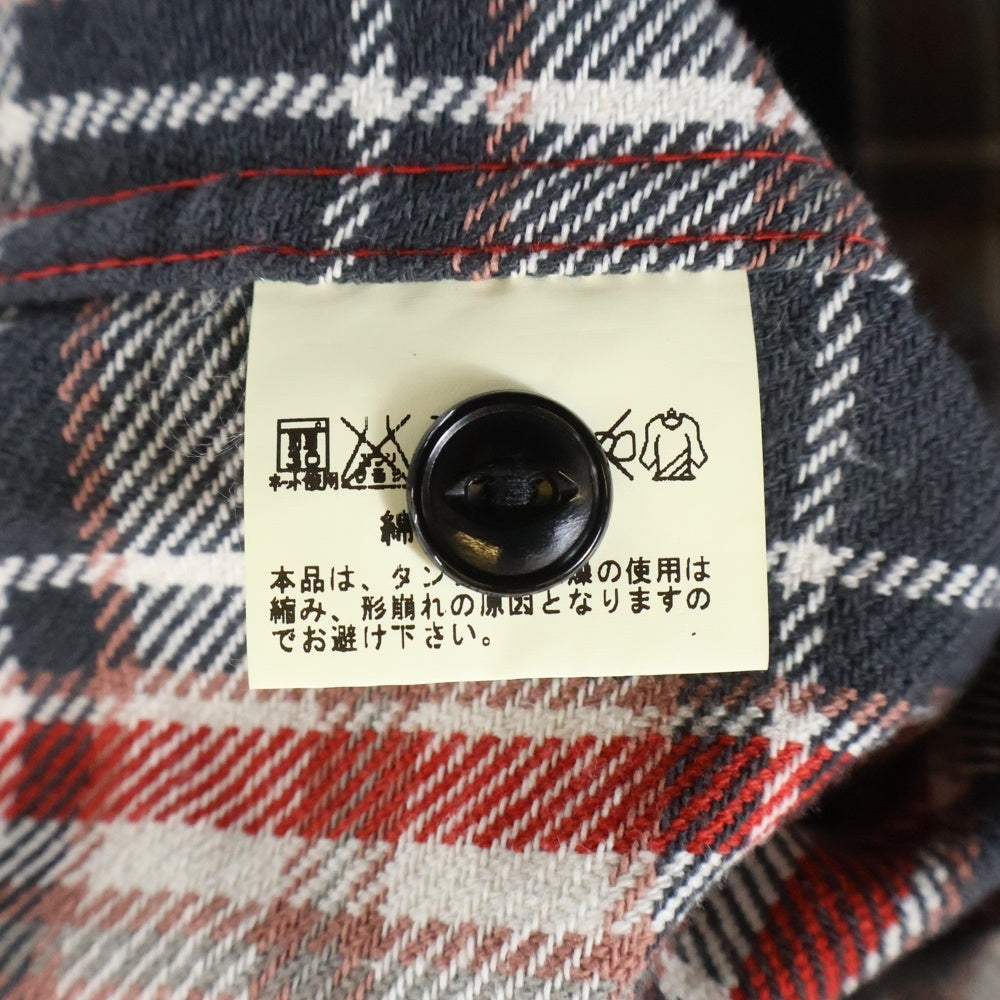 ネット使用
綿
本品は、タン 燥の使用は
縮み、形崩れの原因となりますの
でお避け下さい。